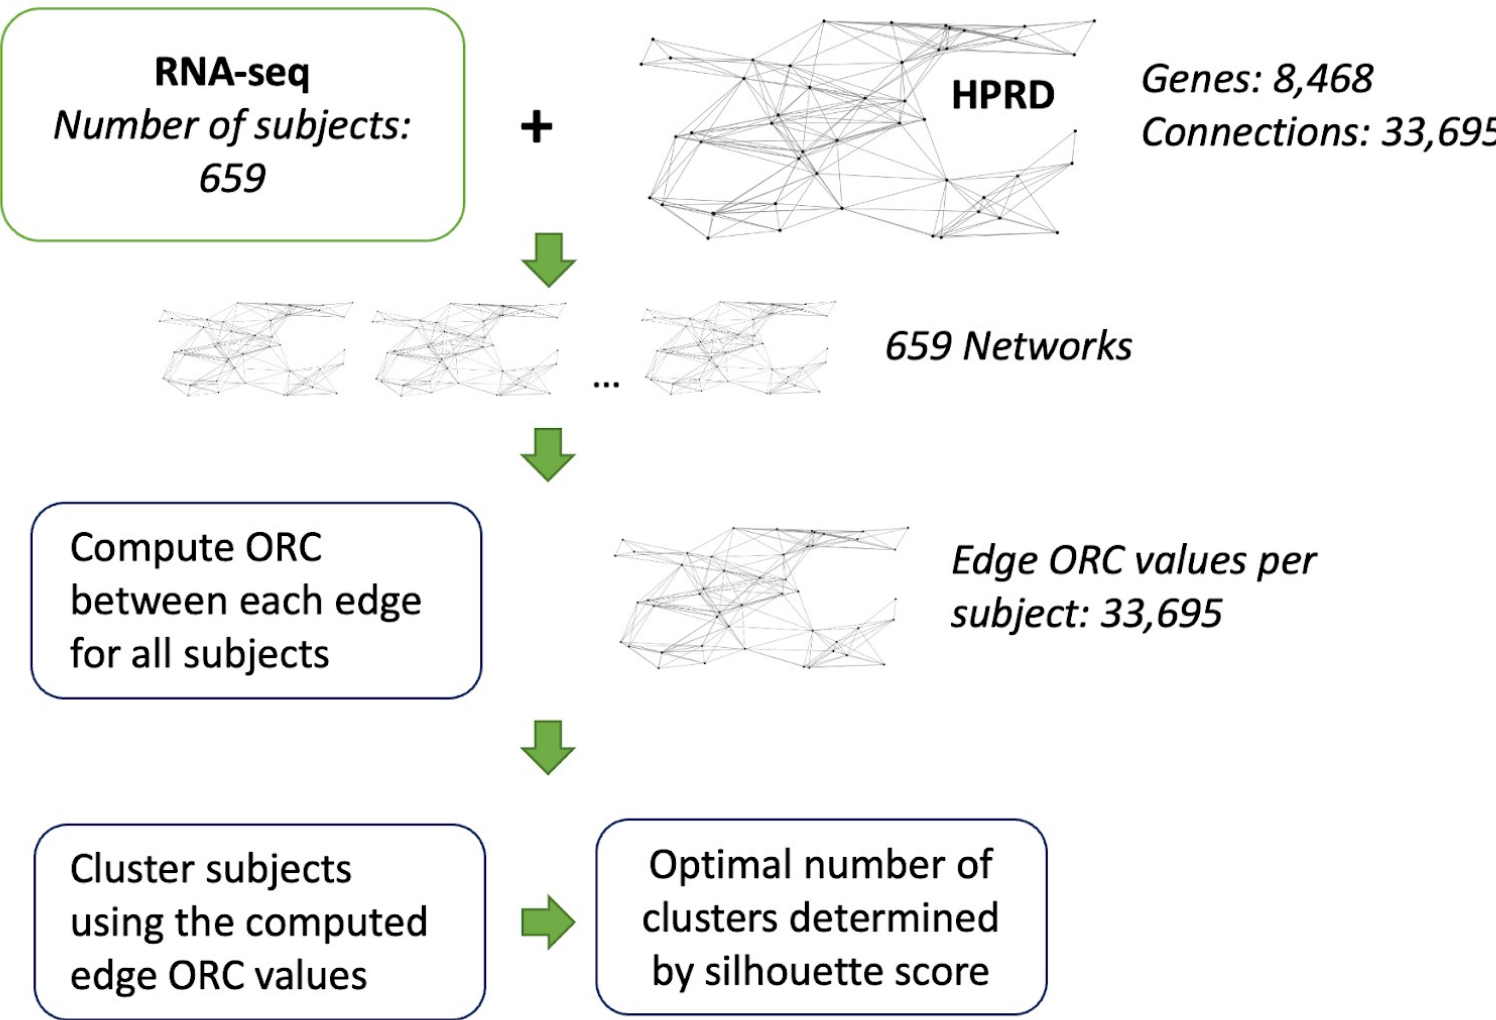 RNA-seq
Number of subjects:
659
+
HPRD
Genes: 8,468
Connections: 33,695
659 Networks
...
Compute ORC
between each edge
for all subjects
Edge ORC values per
subject: 33,695
Cluster subjects
using the computed
edge ORC values
Optimal number of
clusters determined
by silhouette score